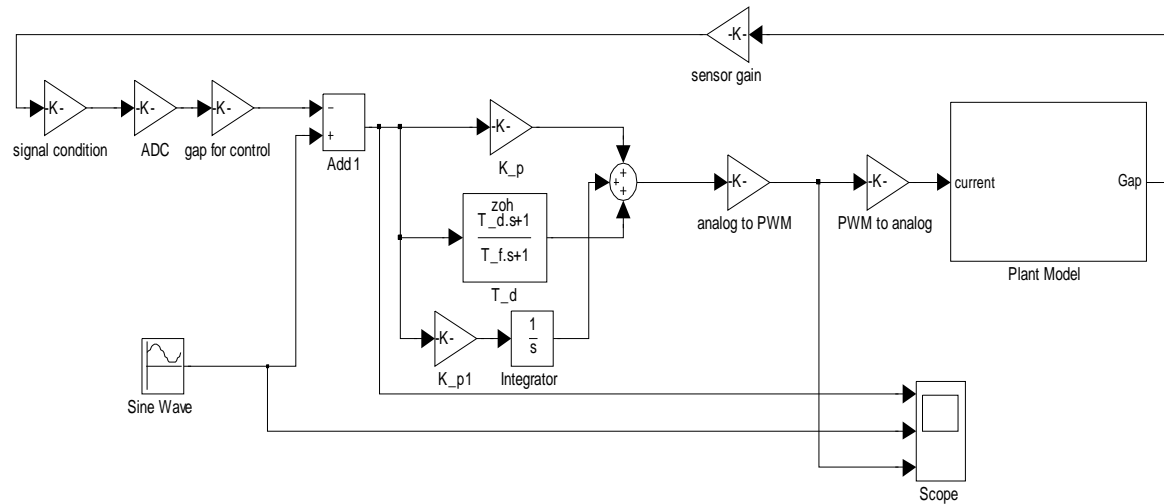 -K-
sensor gain
-K-
signal condition
-K-
ADC
-K-
gap for control
−
+
Add1
-K-
K_p
zoh
T_d.s+1
T_f.s+1
T_d
-K-
K_p1
1
s
Integrator
+
+
+
-K-
analog to PWM
-K-
PWM to analog
current
Gap
Plant Model
Sine Wave
Scope